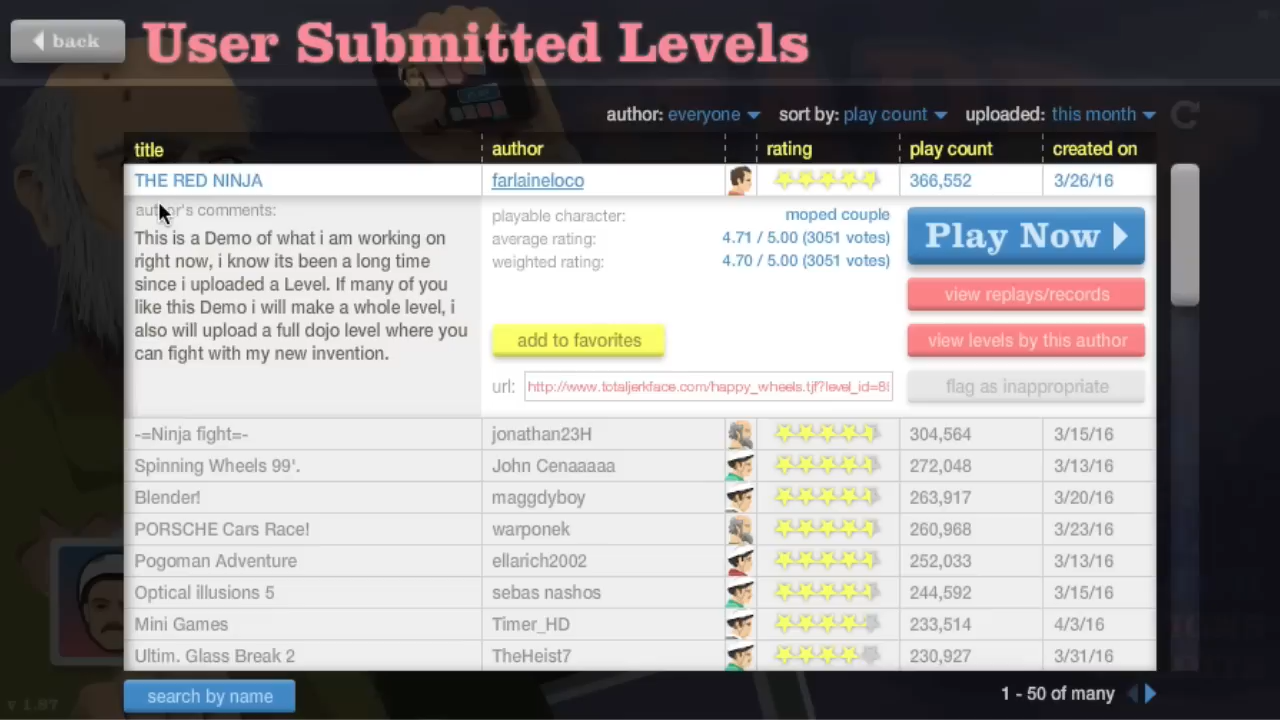 back
User Submitted Levels
author: everyone sort by: play count uploaded: this month
title author rating play count created on
THE RED NINJA farlaineloco 366,552 3/26/16
author's comments:
This is a Demo of what i am working on
right now, i know its been a long time
since i uploaded a Level. If many of you
like this Demo i will make a whole level, i
also will upload a full dojo level where you
can fight with my new invention.
playable character: moped couple
average rating: 4.71 / 5.00 (3051 votes)
weighted rating: 4.70 / 5.00 (3051 votes)
add to favorites
url: http://www.totaljerkface.com/happy_wheels.tjf?level_id=8
Play Now
view replays/records
view levels by this author
flag as inappropriate
-=Ninja fight=- jonathan23H 304,564 3/15/16
Spinning Wheels 99'. John Cenaaaaa 272,048 3/13/16
Blender! maggdyboy 263,917 3/20/16
PORSCHE Cars Race! warponek 260,968 3/23/16
Pogoman Adventure ellarich2002 252,033 3/13/16
Optical illusions 5 sebas nashos 244,592 3/15/16
Mini Games Timer_HD 233,514 4/3/16
Ultim. Glass Break 2 TheHeist7 230,927 3/31/16
search by name
1 - 50 of many
v 1.87